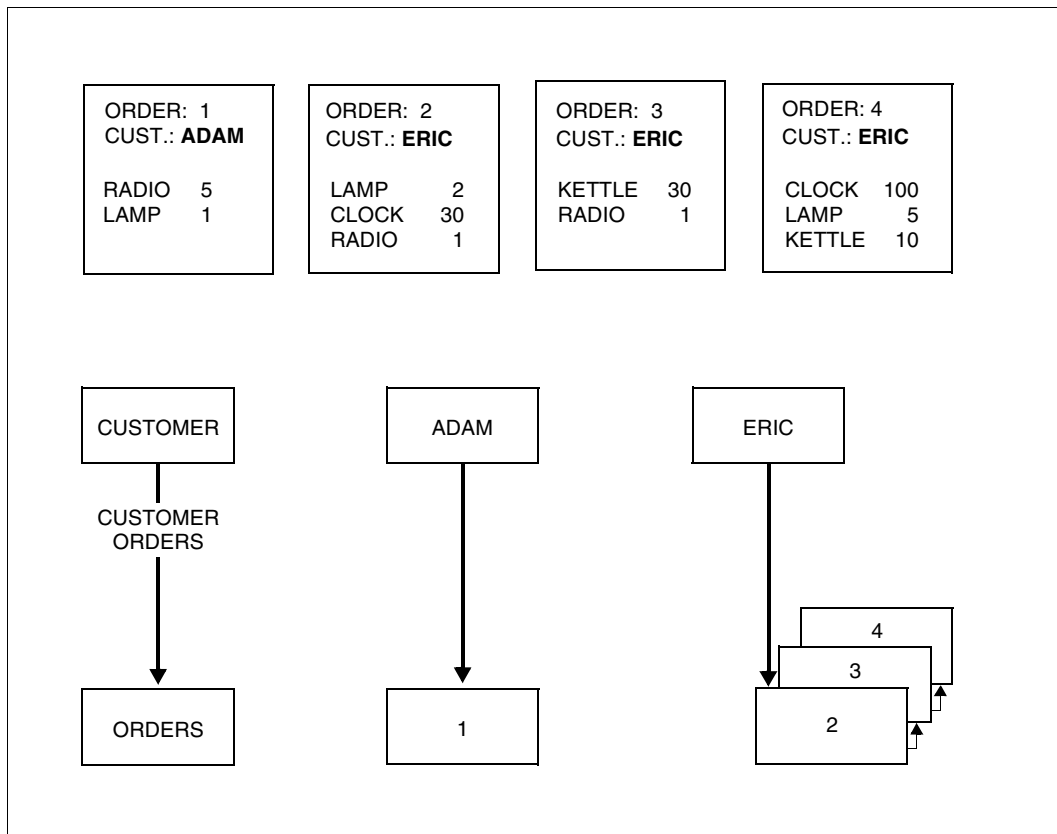 ORDER: 1
CUST.: ADAM
RADIO 5
LAMP 1
ORDER: 2
CUST.: ERIC
LAMP 2
CLOCK 30
RADIO 1
ORDER: 3
CUST.: ERIC
KETTLE 30
RADIO 1
ORDER: 4
CUST.: ERIC
CLOCK 100
LAMP 5
KETTLE 10
CUSTOMER
CUSTOMER
ORDERS
ORDERS
ADAM
1
ERIC
4
3
2